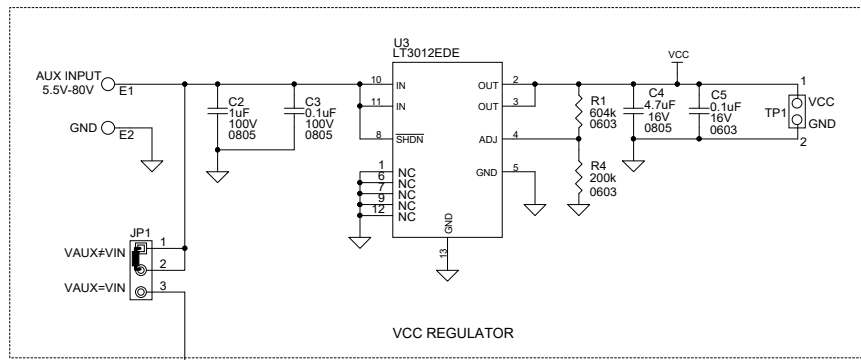 AUX INPUT
5.5V-80V
E1
GND
E2
C2
1uF
100V
0805
C3
0.1uF
100V
0805
U3
LT3012EDE
10
IN
11
IN
8
SHDN
1
NC
6
NC
7
NC
9
NC
12
NC
OUT
2
OUT
3
ADJ
4
GND
5
GND
13
R1
604k
0603
R4
200k
0603
VCC
C4
4.7uF
16V
0805
C5
0.1uF
16V
0603
1
VCC
TP1
GND
2
JP1
1
VAUX≠VIN
2
VAUX=VIN
3
VCC REGULATOR